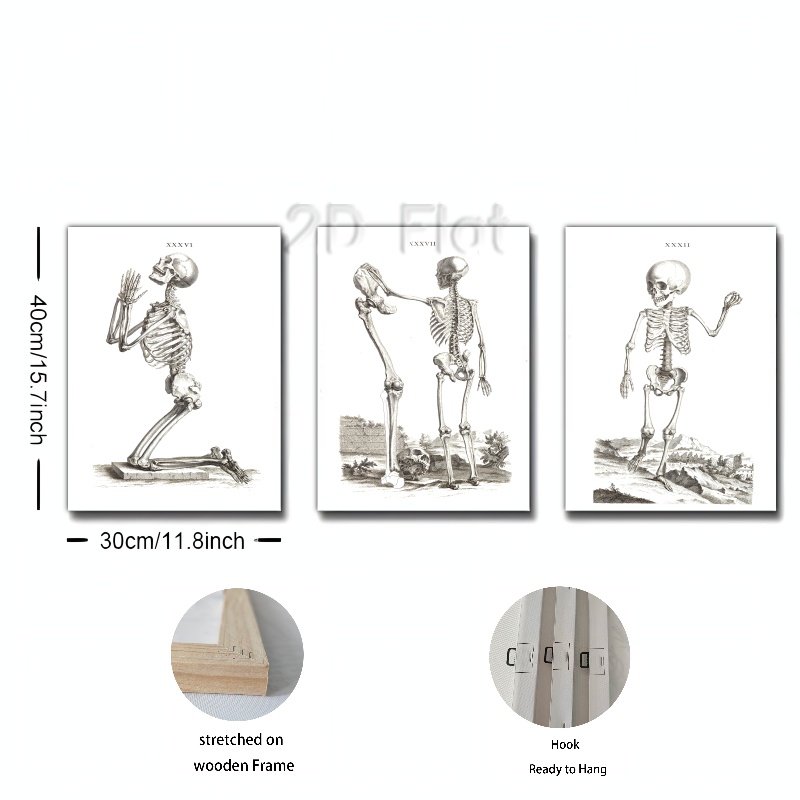 2D Flat
XXXVI
XXXVII
XXXII
40cm/15.7inch
30cm/11.8inch
stretched on
wooden Frame
Hook
Ready to Hang